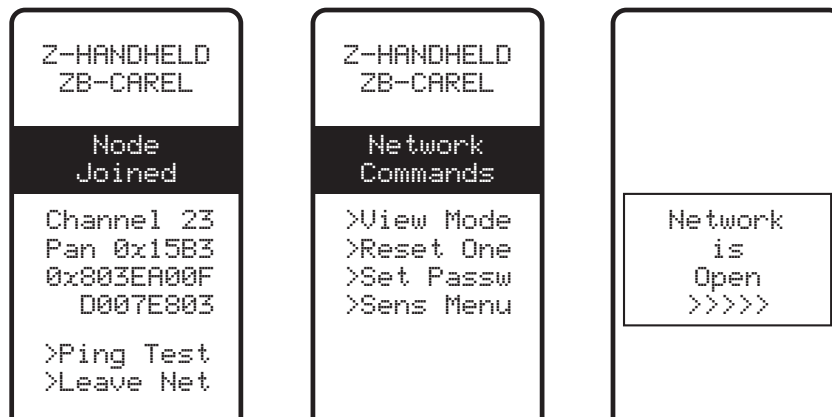 Z-HANDHELD
ZB-CAREL
Node
Joined
Channel 23
Pan 0x15B3
0x803EA00F
D007E803
>Ping Test
>Leave Net
Z-HANDHELD
ZB-CAREL
Network
Commands
>View Mode
>Reset One
>Set Passw
>Sens Menu
Network
is
Open
>>>>>